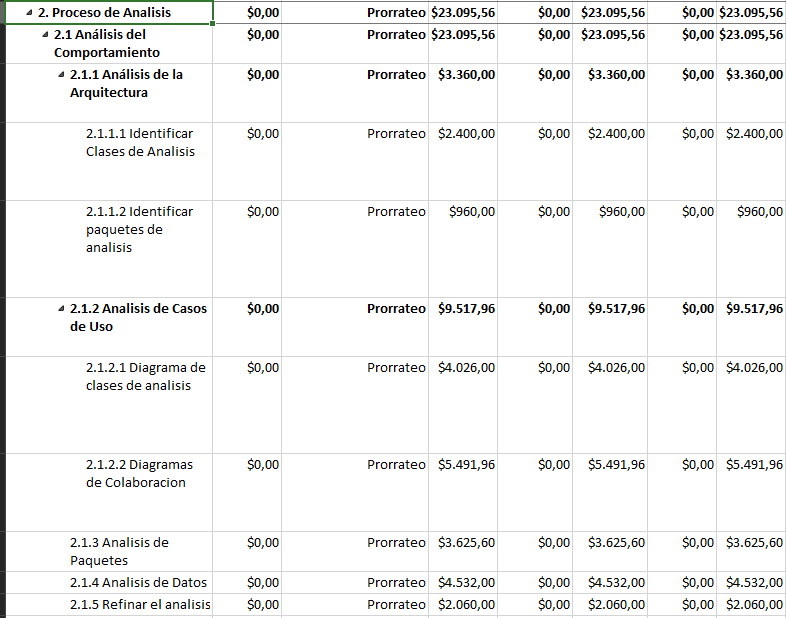 2. Proceso de Analisis $0,00 Prorrateo $23.095,56 $0,00 $23.095,56 $0,00 $23.095,56
2.1 Análisis del $0,00 Prorrateo $23.095,56 $0,00 $23.095,56 $0,00 $23.095,56
Comportamiento
2.1.1 Análisis de la $0,00 Prorrateo $3.360,00 $0,00 $3.360,00 $0,00 $3.360,00
Arquitectura
2.1.1.1 Identificar $0,00 Prorrateo $2.400,00 $0,00 $2.400,00 $0,00 $2.400,00
Clases de Analisis
2.1.1.2 Identificar $0,00 Prorrateo $960,00 $0,00 $960,00 $0,00 $960,00
paquetes de
analisis
2.1.2 Analisis de Casos $0,00 Prorrateo $9.517,96 $0,00 $9.517,96 $0,00 $9.517,96
de Uso
2.1.2.1 Diagrama de $0,00 Prorrateo $4.026,00 $0,00 $4.026,00 $0,00 $4.026,00
clases de analisis
2.1.2.2 Diagramas $0,00 Prorrateo $5.491,96 $0,00 $5.491,96 $0,00 $5.491,96
de Colaboracion
2.1.3 Analisis de $0,00 Prorrateo $3.625,60 $0,00 $3.625,60 $0,00 $3.625,60
Paquetes
2.1.4 Analisis de Datos $0,00 Prorrateo $4.532,00 $0,00 $4.532,00 $0,00 $4.532,00
2.1.5 Refinar el analisis $0,00 Prorrateo $2.060,00 $0,00 $2.060,00 $0,00 $2.060,00